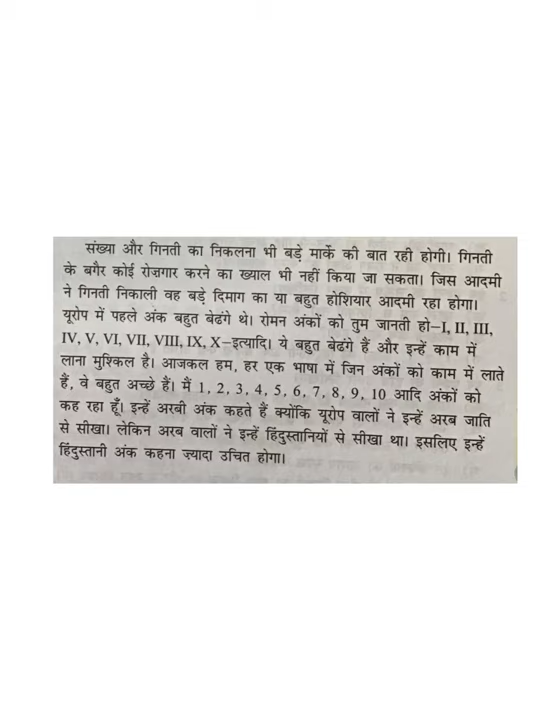 संख्या और गिनती का निकलना भी बड़े मार्के की बात रही होगी। गिनती
के बगैर कोई रोज़गार करने का ख्याल भी नहीं किया जा सकता। जिस आदमी
ने गिनती निकाली वह बड़े दिमाग का या बहुत होशियार आदमी रहा होगा।
यूरोप में पहले अंक बहुत बेढंगे थे। रोमन अंकों को तुम जानती हो–I, II, III,
IV, V, VI, VII, VIII, IX, X–इत्यादि। ये बहुत बेढंगे हैं और इन्हें काम में
लाना मुश्किल है। आजकल हम, हर एक भाषा में जिन अंकों को काम में लाते
हैं, वे बहुत अच्छे हैं। मैं 1, 2, 3, 4, 5, 6, 7, 8, 9, 10 आदि अंकों को
कह रहा हूँ। इन्हें अरबी अंक कहते हैं क्योंकि यूरोप वालों ने इन्हें अरब जाति
से सीखा। लेकिन अरब वालों ने इन्हें हिंदुस्तानियों से सीखा था। इसलिए इन्हें
हिंदुस्तानी अंक कहना ज़्यादा उचित होगा।